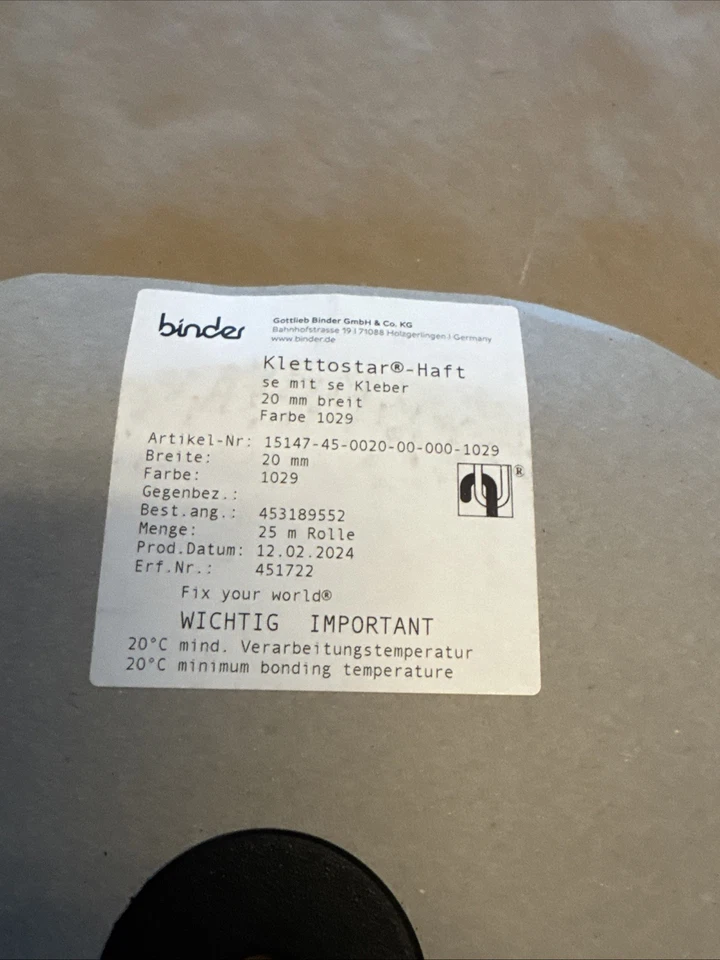 binder
Gottlieb Binder GmbH & Co. KG
Bahnhofstrasse 19 | 71088 Holzgerlingen | Germany
www.binder.de
Klettostar®-Haft
se mit se Kleber
20 mm breit
Farbe 1029
Artikel-Nr: 15147-45-0020-00-000-1029
Breite: 20 mm
Farbe: 1029
Gegenbez.:
Best.ang.: 453189552
Menge: 25 m Rolle
Prod.Datum: 12.02.2024
Erf.Nr.: 451722
®
Fix your world®
WICHTIG IMPORTANT
20°C mind. Verarbeitungstemperatur
20°C minimum bonding temperature